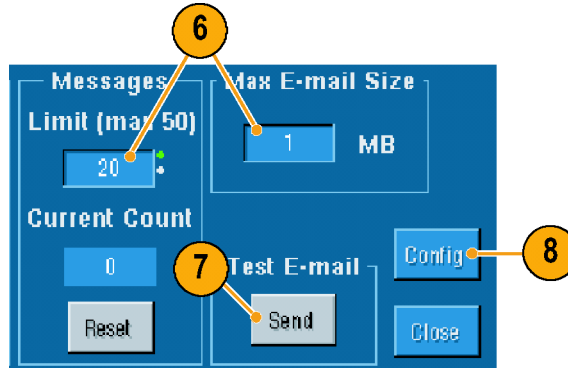 6
Messages
Max E-mail Size
Limit (max 50)
1 MB
20
Current Count
0
7
Test E-mail
Config
8
Reset
Send
Close